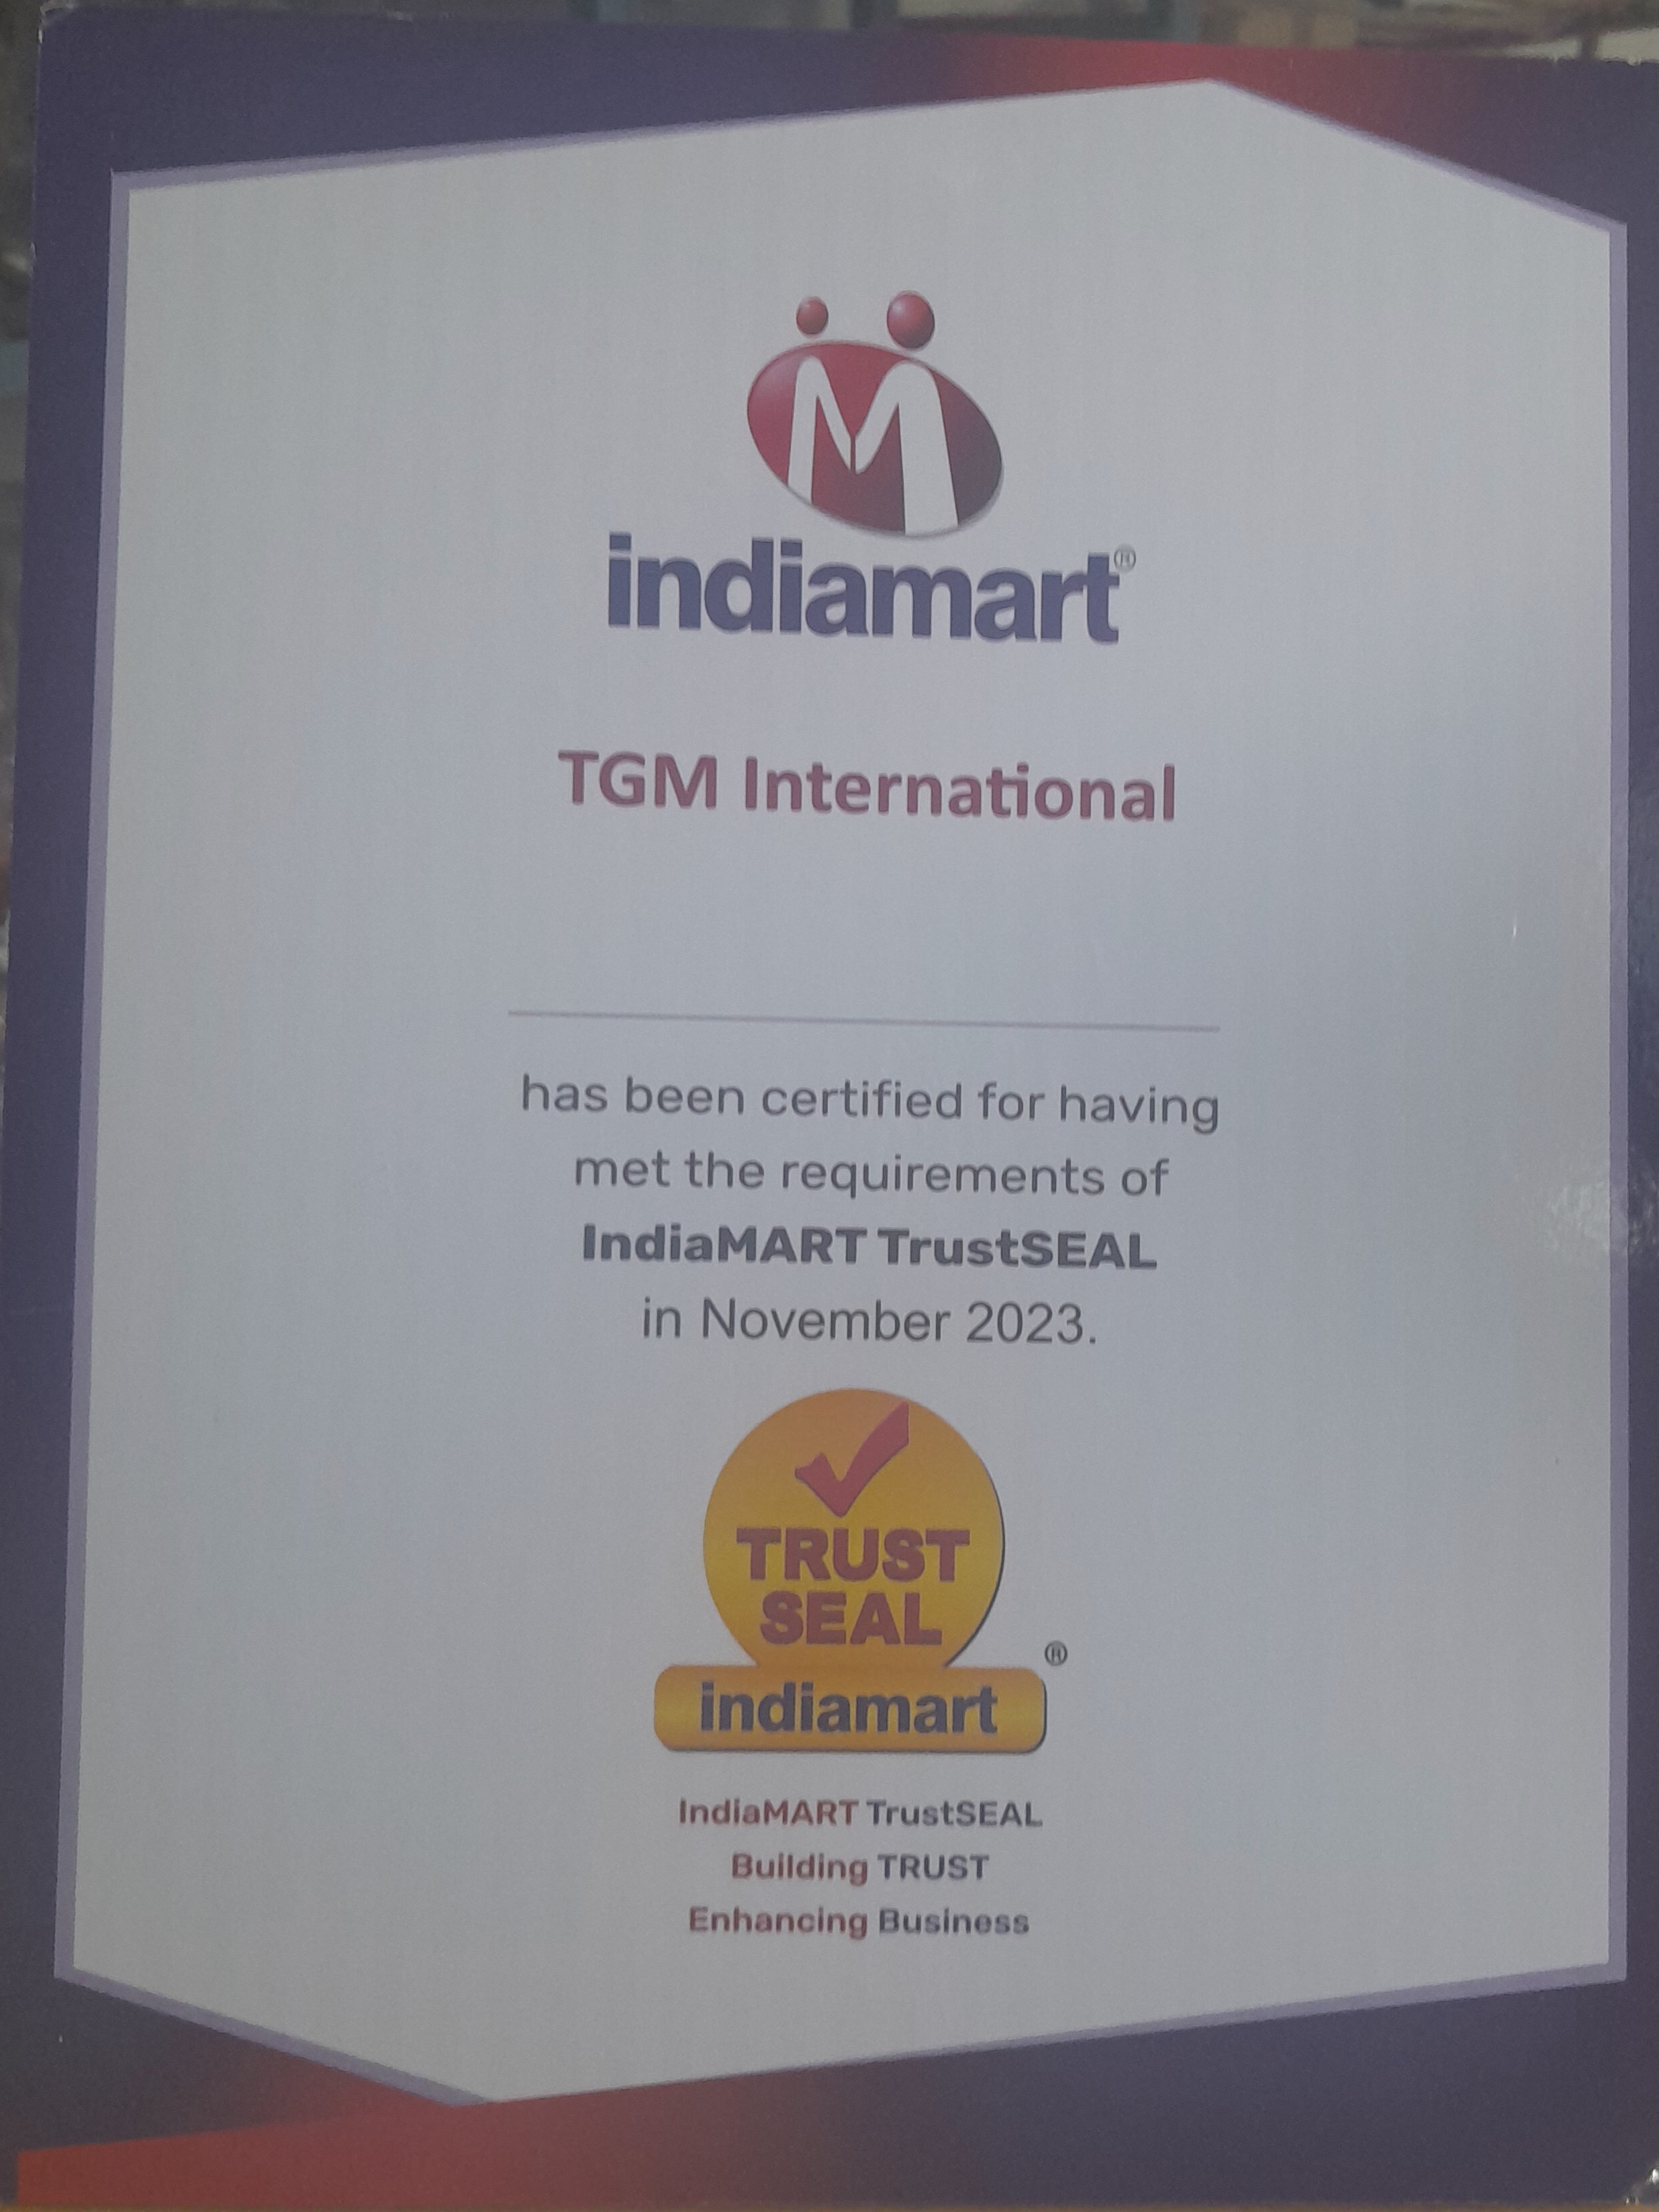 indiamart®
TGM International
has been certified for having
met the requirements of
IndiaMART TrustSEAL
in November 2023.
TRUST
SEAL
®
indiamart
IndiaMART TrustSEAL
Building TRUST
Enhancing Business